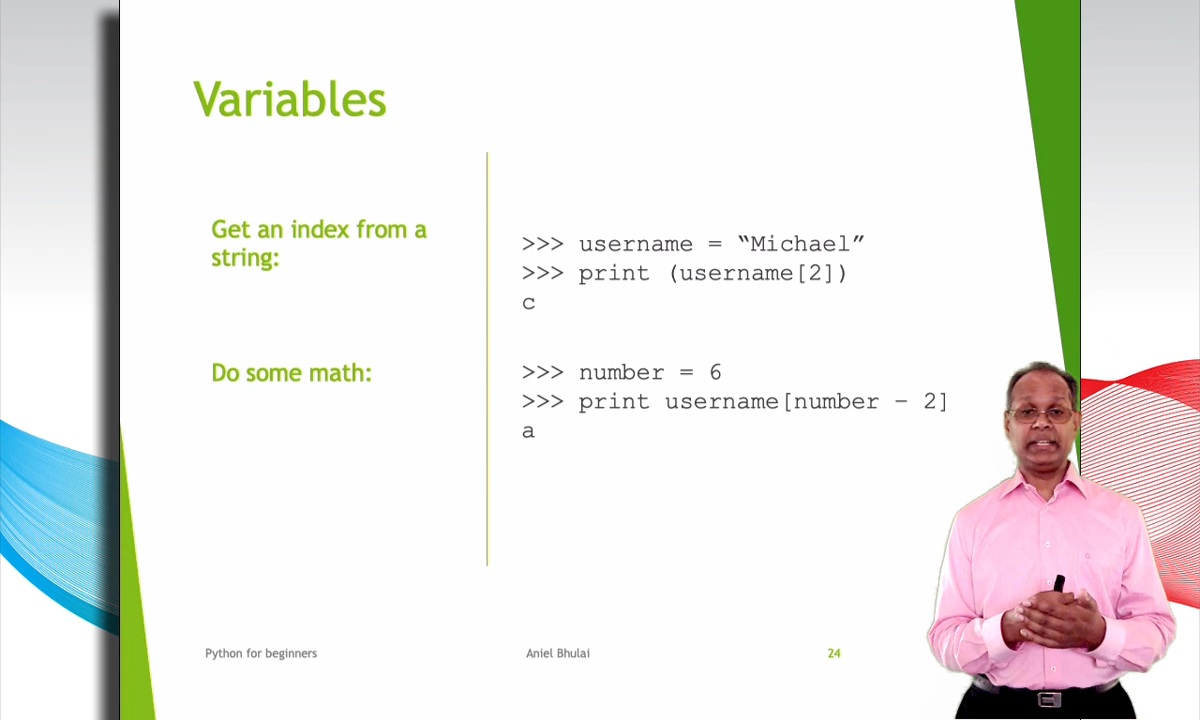 Variables
Get an index from a
string:
>>> username = “Michael”
>>> print (username[2])
c
Do some math:
>>> number = 6
>>> print username[number – 2]
a
Python for beginners
Aniel Bhulai
24